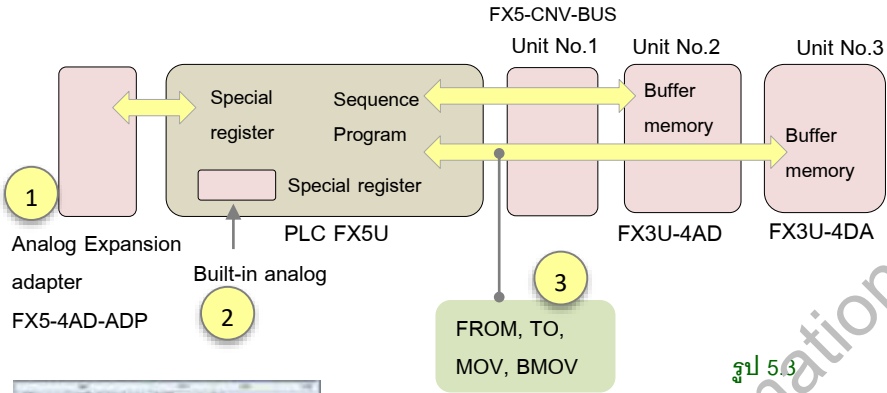 FX5-CNV-BUS
Unit No.1
Unit No.2
Unit No.3
Special
register
Sequence
Program
Special register
Buffer
memory
Buffer
memory
1
Analog Expansion
adapter
FX5-4AD-ADP
PLC FX5U
Built-in analog
2
FX3U-4AD
FX3U-4DA
3
FROM, TO,
MOV, BMOV
รูป 5.3
mation